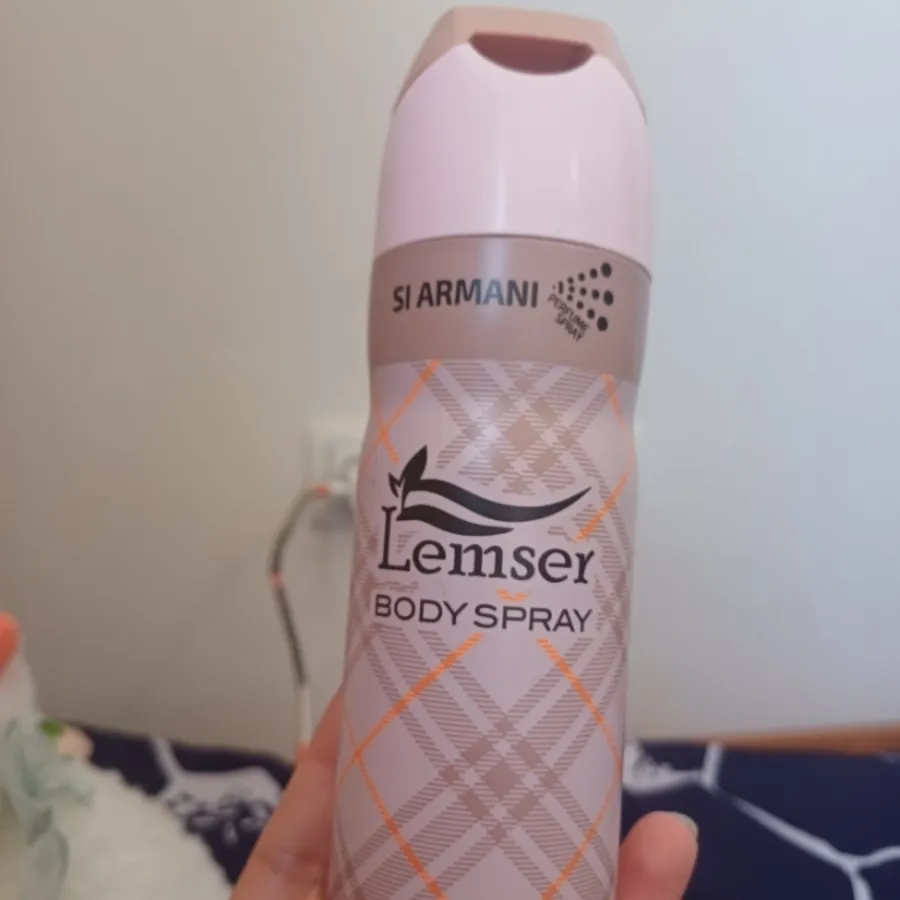 SI ARMANI
PERFUME
SPRAY
Lemser
BODY SPRAY